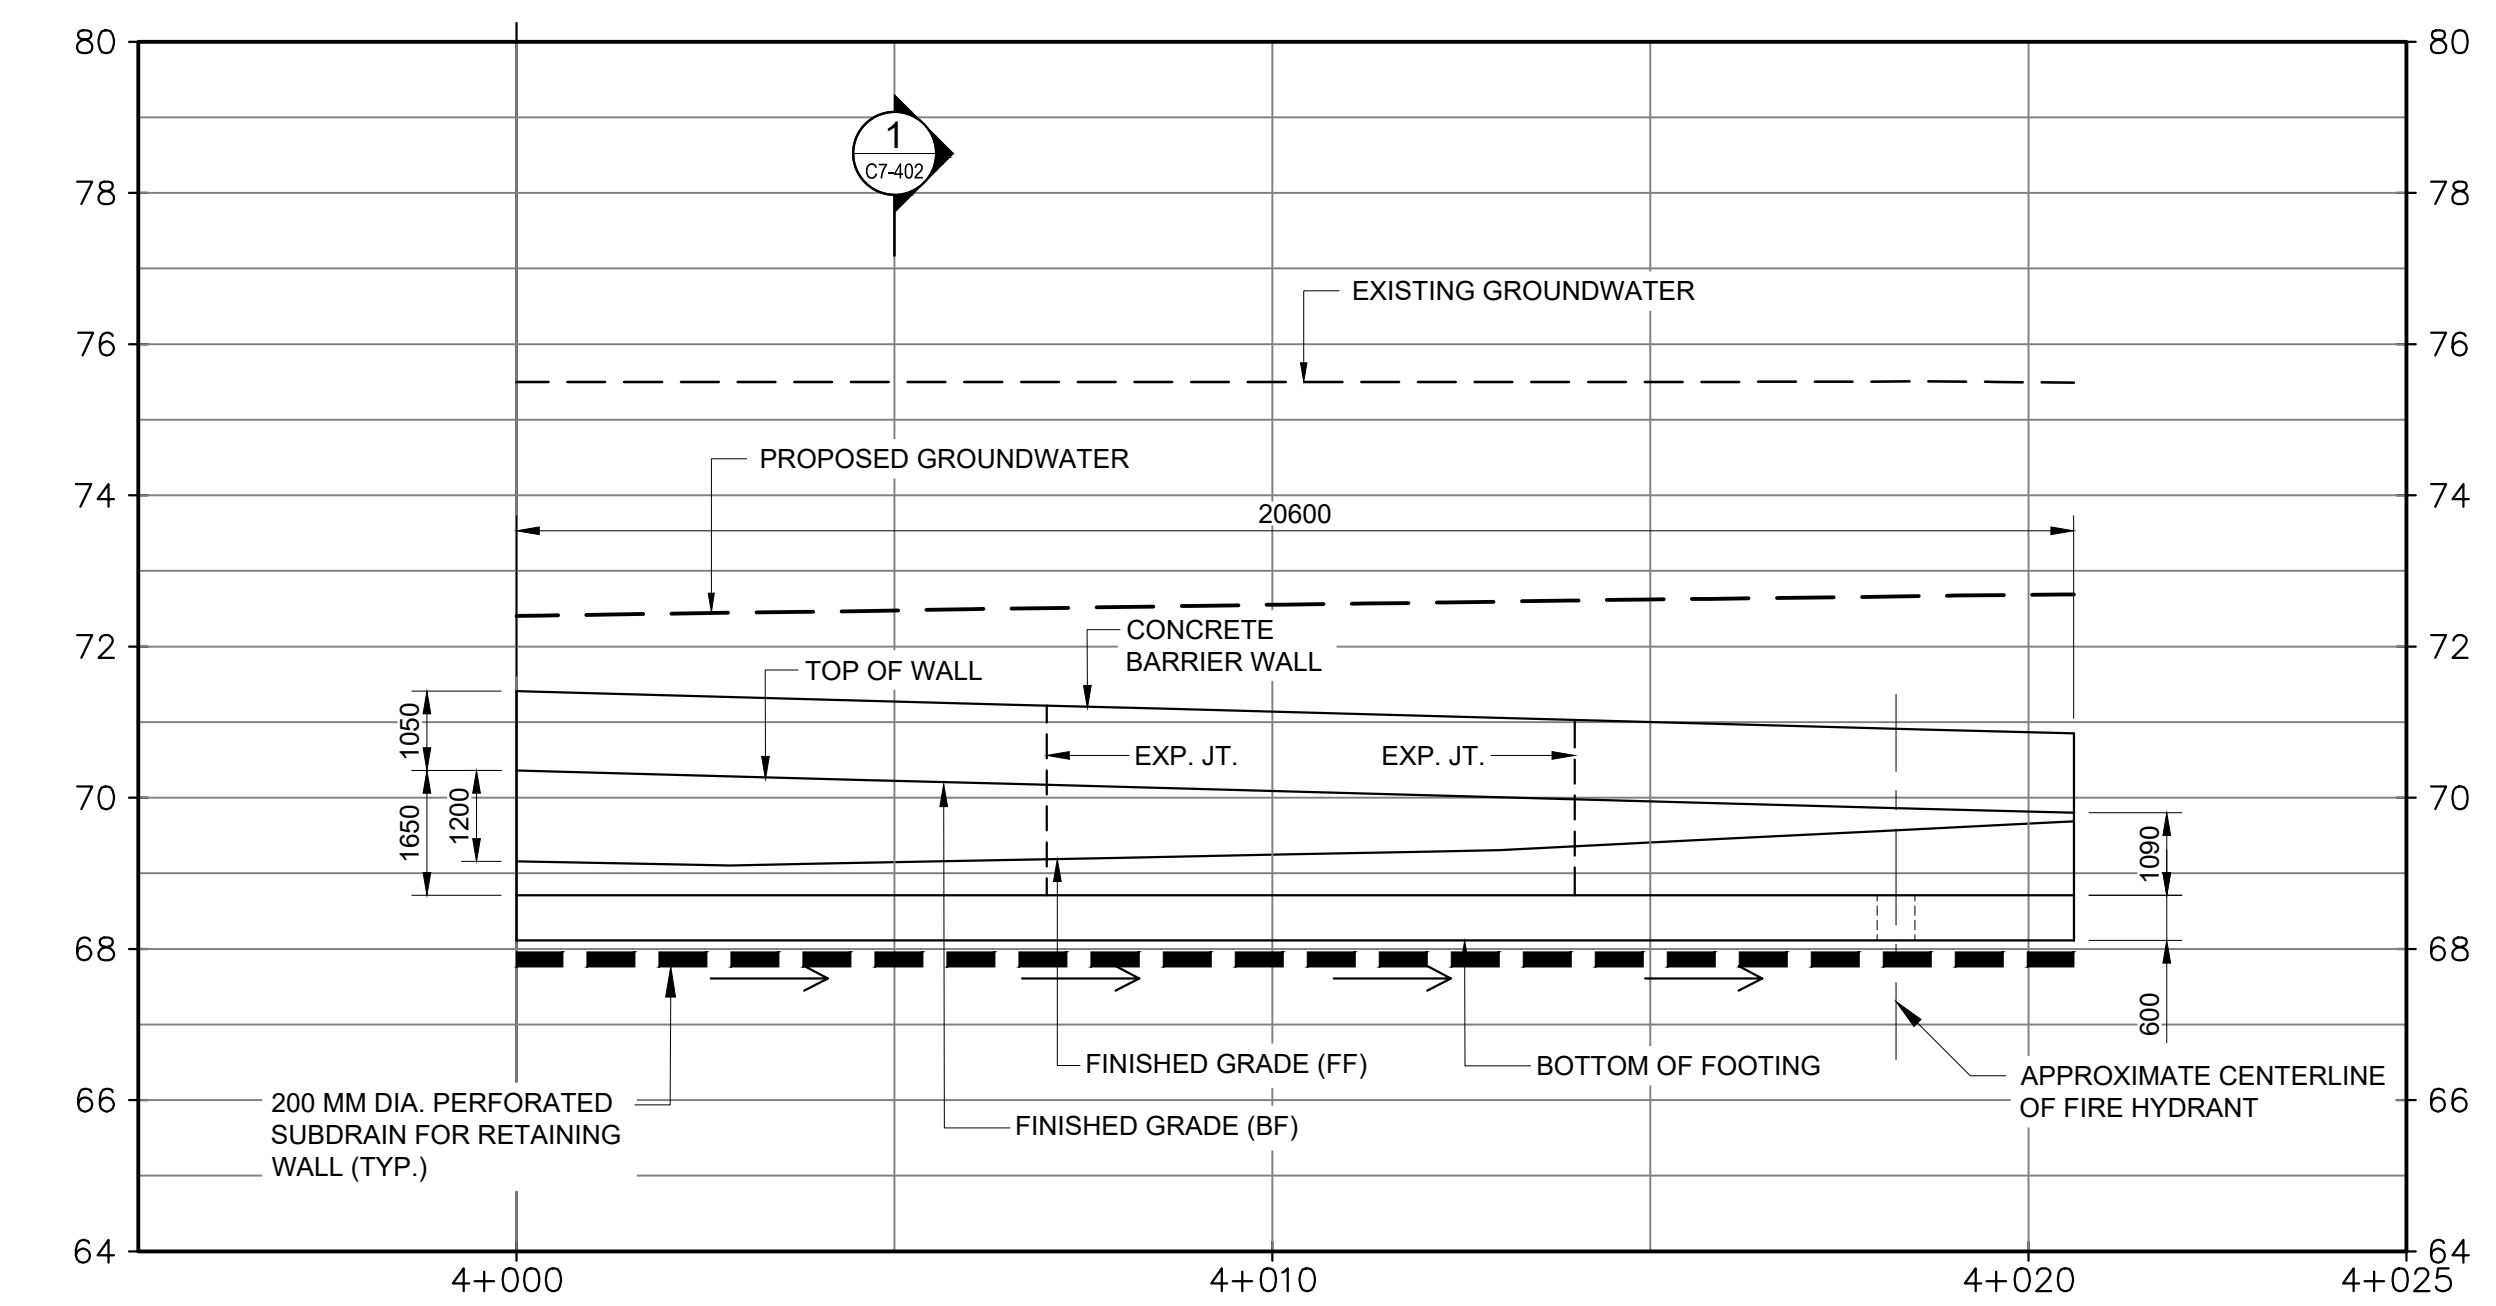 80
80
1
C7-402
78
78
EXISTING GROUNDWATER
76
76
PROPOSED GROUNDWATER
74
74
20600
CONCRETE
BARRIER WALL
72
72
TOP OF WALL
1050
EXP. JT.
EXP. JT.
70
70
1650
1200
1090
68
68
600
FINISHED GRADE (FF)
BOTTOM OF FOOTING
APPROXIMATE CENTERLINE
OF FIRE HYDRANT
66
66
200 MM DIA. PERFORATED
SUBDRAIN FOR RETAINING
WALL (TYP.)
FINISHED GRADE (BF)
64
64
4+000
4+010
4+020
4+025